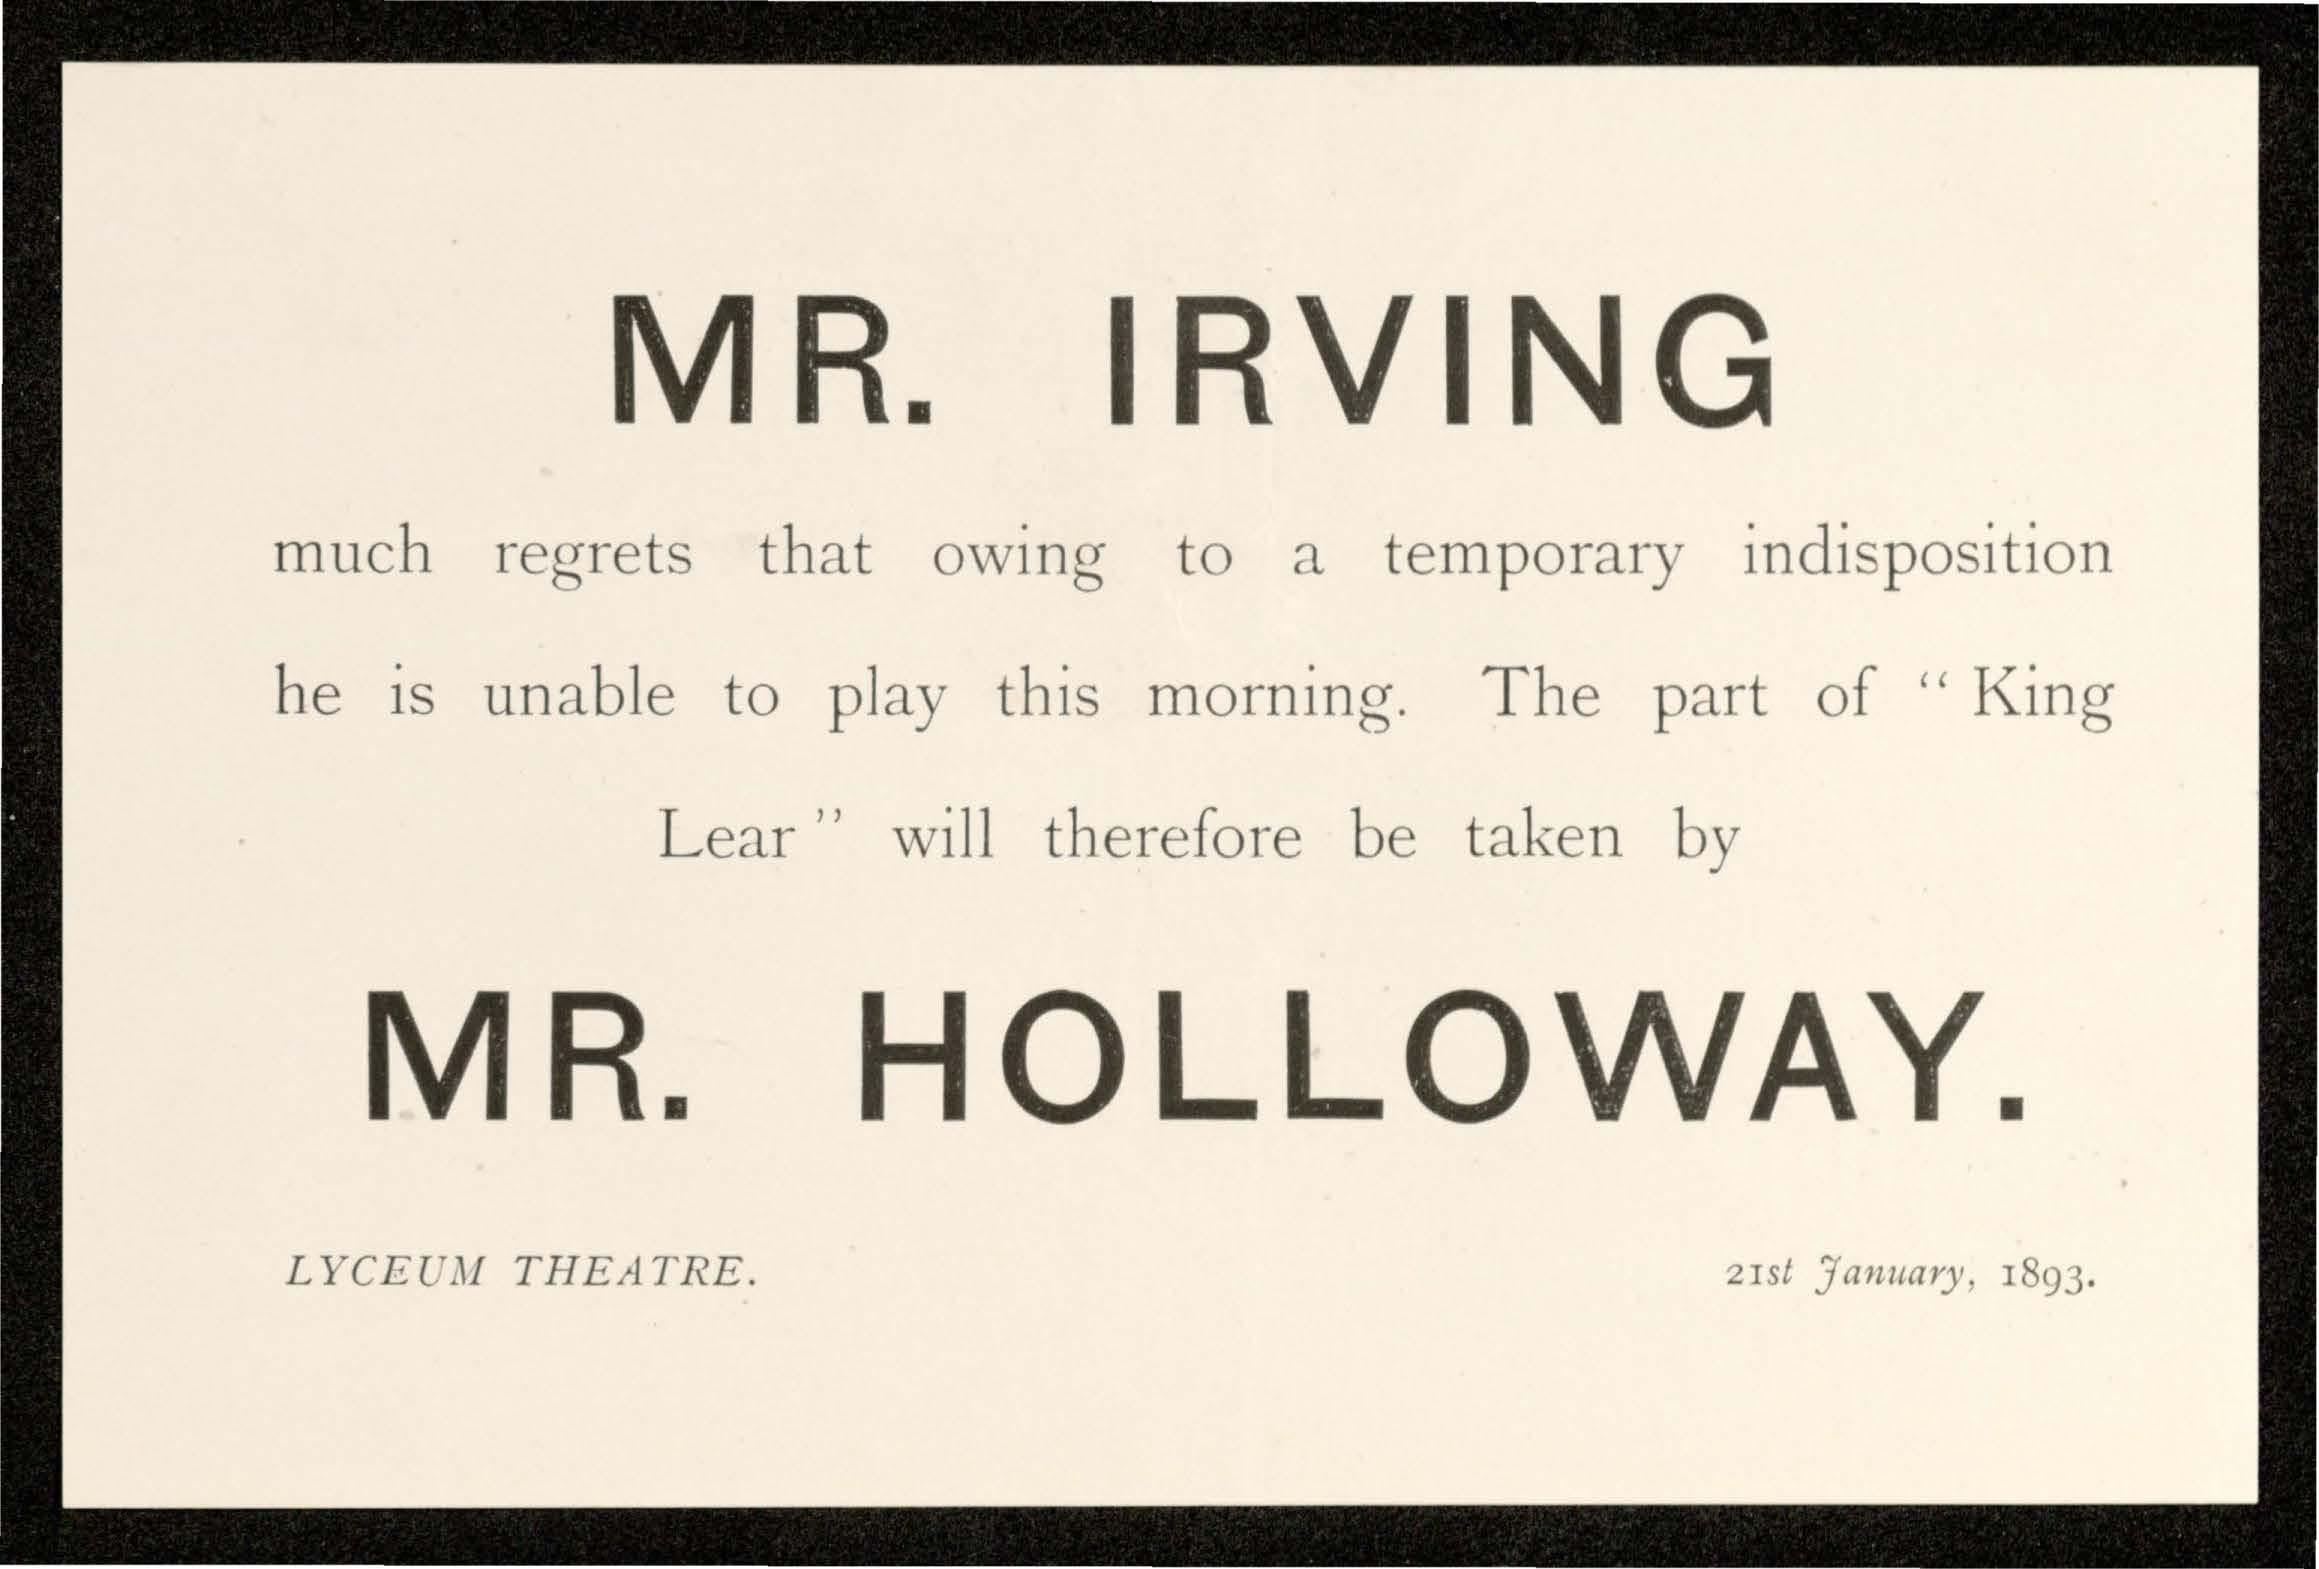 MR. IRVING
much regrets that owing to a temporary indisposition
he is unable to play this morning. The part of “ King
Lear ” will therefore be taken by
MR. HOLLOWAY.
LYCEUM THEATRE. 21st January, 1893.